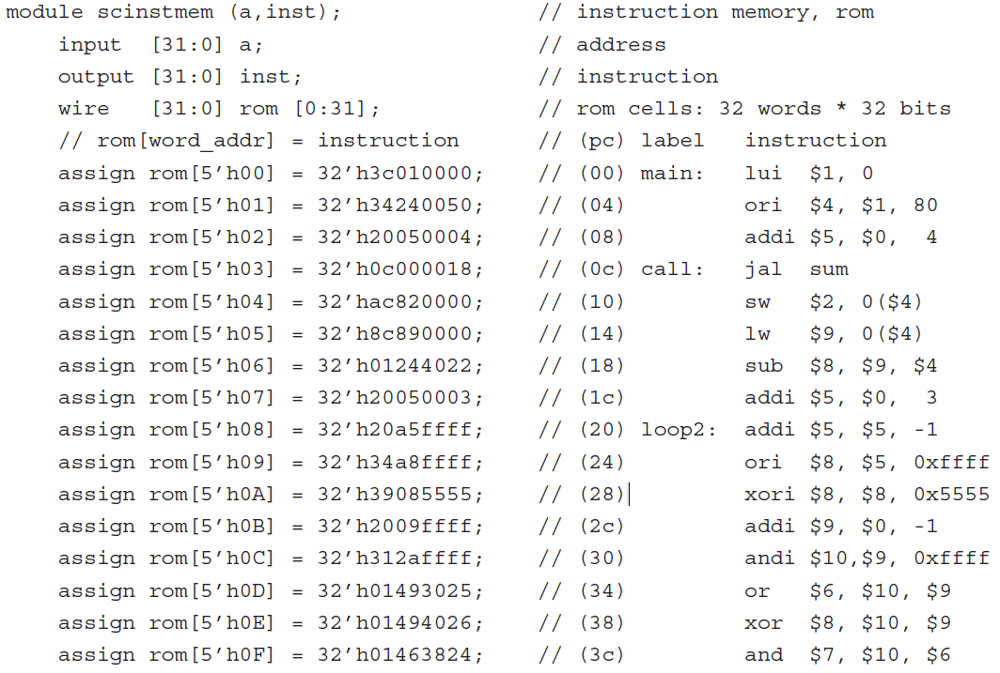 module scinstmem (a,inst); // instruction memory, rom
input [31:0] a; // address
output [31:0] inst; // instruction
wire [31:0] rom [0:31]; // rom cells: 32 words * 32 bits
// rom[word_addr] = instruction // (pc) label instruction
assign rom[5’h00] = 32’h3c010000; // (00) main: lui $1, 0
assign rom[5’h01] = 32’h34240050; // (04) ori $4, $1, 80
assign rom[5’h02] = 32’h20050004; // (08) addi $5, $0, 4
assign rom[5’h03] = 32’h0c000018; // (0c) call: jal sum
assign rom[5’h04] = 32’hac820000; // (10) sw $2, 0($4)
assign rom[5’h05] = 32’h8c890000; // (14) lw $9, 0($4)
assign rom[5’h06] = 32’h01244022; // (18) sub $8, $9, $4
assign rom[5’h07] = 32’h20050003; // (1c) addi $5, $0, 3
assign rom[5’h08] = 32’h20a5ffff; // (20) loop2: addi $5, $5, -1
assign rom[5’h09] = 32’h34a8ffff; // (24) ori $8, $5, 0xffff
assign rom[5’h0A] = 32’h39085555; // (28) xori $8, $8, 0x5555
assign rom[5’h0B] = 32’h2009ffff; // (2c) addi $9, $0, -1
assign rom[5’h0C] = 32’h312affff; // (30) andi $10,$9, 0xffff
assign rom[5’h0D] = 32’h01493025; // (34) or $6, $10, $9
assign rom[5’h0E] = 32’h01494026; // (38) xor $8, $10, $9
assign rom[5’h0F] = 32’h01463824; // (3c) and $7, $10, $6